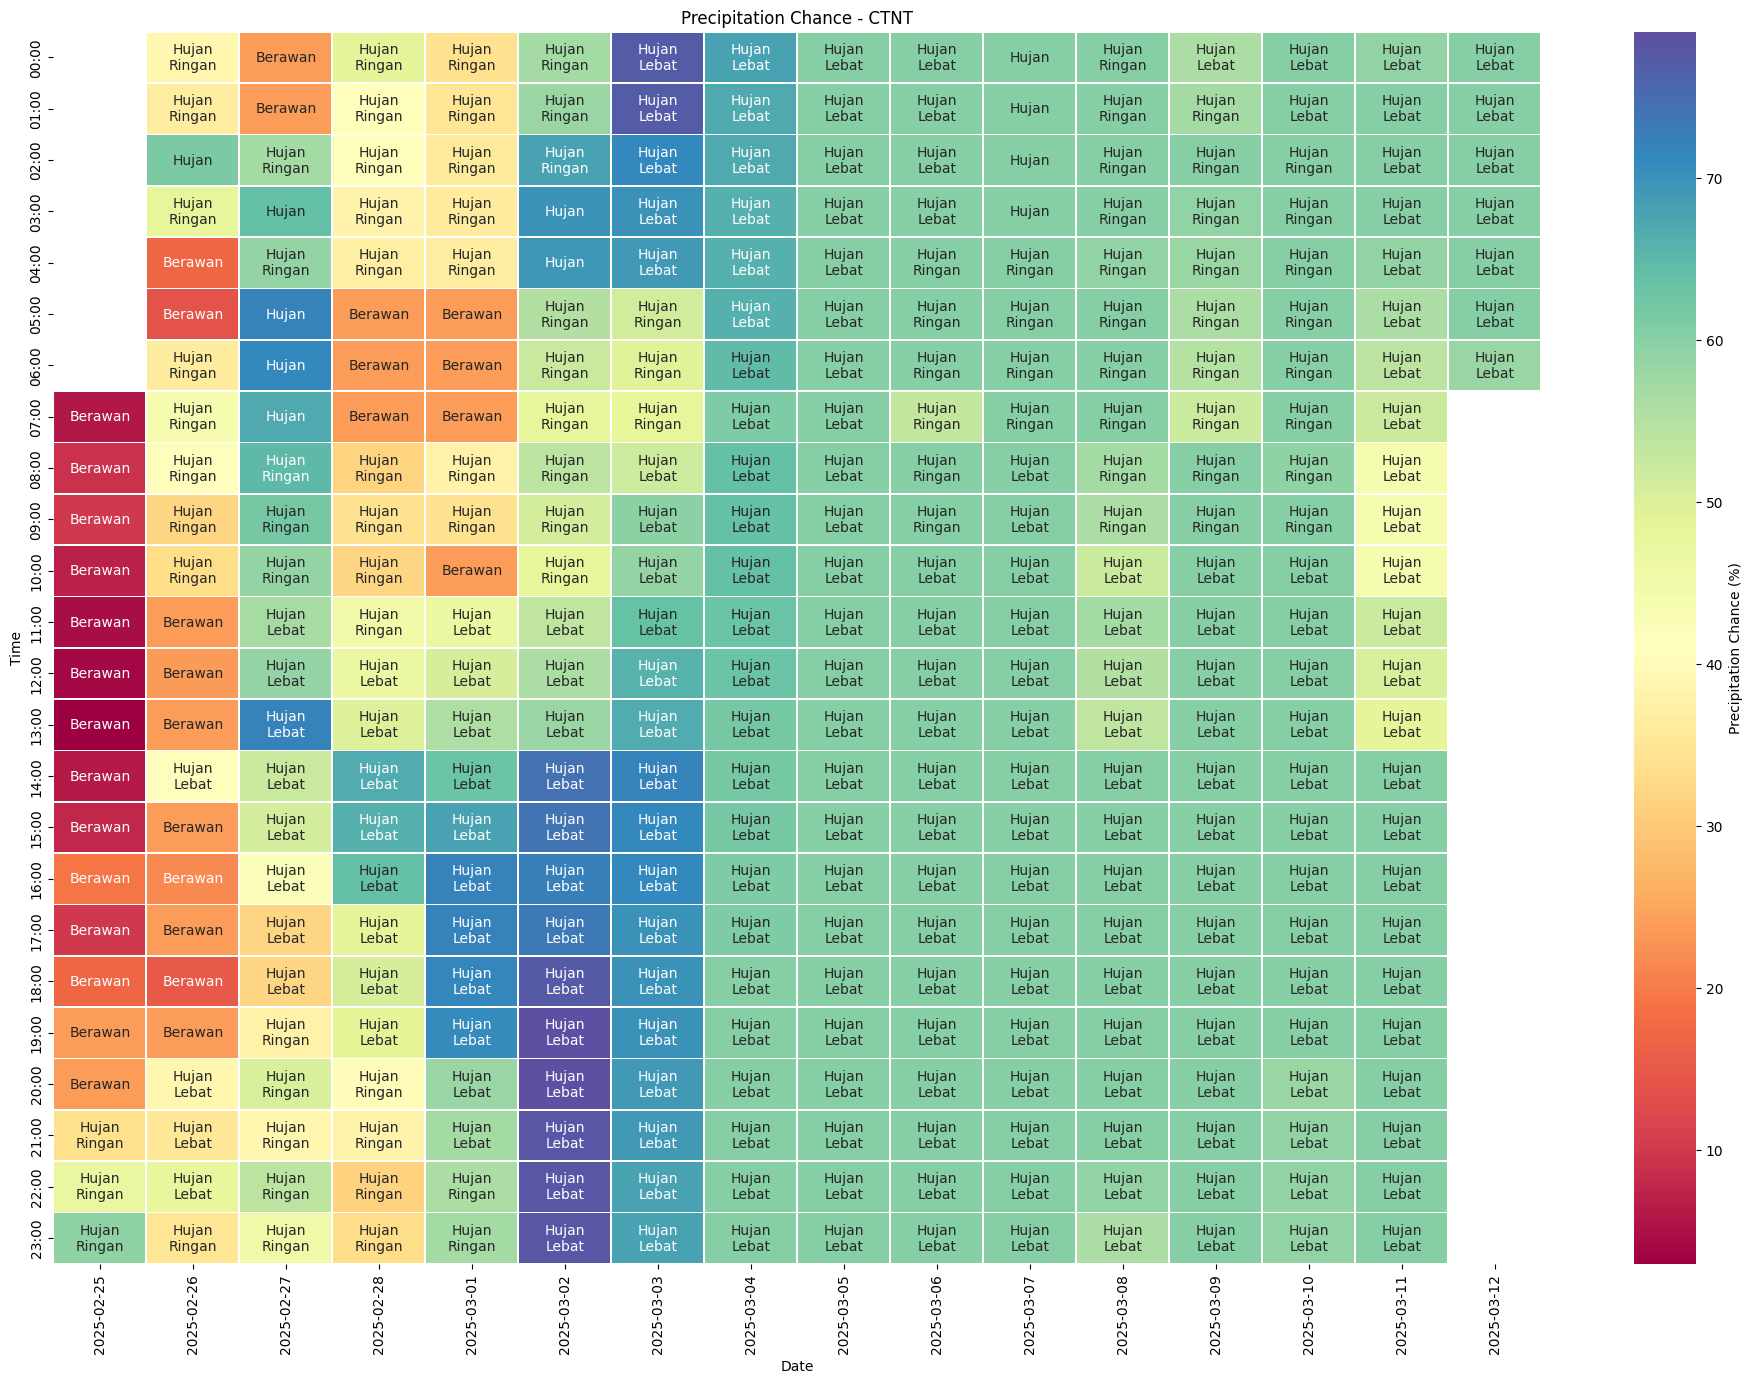 Precipitation Chance - CTNT
00:00 Hujan Ringan Berawan Hujan Ringan Hujan Ringan Hujan Ringan Hujan Lebat Hujan Lebat Hujan Lebat Hujan Lebat Hujan Hujan Ringan Hujan Lebat Hujan Lebat Hujan Lebat Hujan Lebat
01:00 Hujan Ringan Berawan Hujan Ringan Hujan Ringan Hujan Ringan Hujan Lebat Hujan Lebat Hujan Lebat Hujan Lebat Hujan Hujan Ringan Hujan Ringan Hujan Lebat Hujan Lebat Hujan Lebat
02:00 Hujan Hujan Ringan Hujan Ringan Hujan Ringan Hujan Ringan Hujan Lebat Hujan Lebat Hujan Lebat Hujan Lebat Hujan Hujan Ringan Hujan Ringan Hujan Ringan Hujan Lebat Hujan Lebat
03:00 Hujan Ringan Hujan Hujan Ringan Hujan Ringan Hujan Hujan Lebat Hujan Lebat Hujan Lebat Hujan Lebat Hujan Hujan Ringan Hujan Ringan Hujan Ringan Hujan Lebat Hujan Lebat
04:00 Berawan Hujan Ringan Hujan Ringan Hujan Ringan Hujan Hujan Lebat Hujan Lebat Hujan Lebat Hujan Ringan Hujan Ringan Hujan Ringan Hujan Ringan Hujan Ringan Hujan Lebat Hujan Lebat
05:00 Berawan Hujan Berawan Berawan Hujan Ringan Hujan Ringan Hujan Lebat Hujan Lebat Hujan Ringan Hujan Ringan Hujan Ringan Hujan Ringan Hujan Ringan Hujan Lebat Hujan Lebat
06:00 Hujan Ringan Hujan Berawan Berawan Hujan Ringan Hujan Ringan Hujan Lebat Hujan Lebat Hujan Ringan Hujan Ringan Hujan Ringan Hujan Ringan Hujan Ringan Hujan Lebat Hujan Lebat
07:00 Berawan Hujan Ringan Hujan Berawan Berawan Hujan Ringan Hujan Ringan Hujan Lebat Hujan Lebat Hujan Ringan Hujan Ringan Hujan Ringan Hujan Ringan Hujan Ringan Hujan Lebat
08:00 Berawan Hujan Ringan Hujan Ringan Hujan Ringan Hujan Ringan Hujan Ringan Hujan Lebat Hujan Lebat Hujan Lebat Hujan Ringan Hujan Lebat Hujan Ringan Hujan Ringan Hujan Ringan Hujan Lebat
09:00 Berawan Hujan Ringan Hujan Ringan Hujan Ringan Hujan Ringan Hujan Ringan Hujan Lebat Hujan Lebat Hujan Lebat Hujan Ringan Hujan Lebat Hujan Ringan Hujan Ringan Hujan Ringan Hujan Lebat
10:00 Berawan Hujan Ringan Hujan Ringan Hujan Ringan Berawan Hujan Ringan Hujan Lebat Hujan Lebat Hujan Lebat Hujan Lebat Hujan Lebat Hujan Lebat Hujan Lebat Hujan Lebat Hujan Lebat
11:00 Berawan Berawan Hujan Lebat Hujan Ringan Hujan Lebat Hujan Lebat Hujan Lebat Hujan Lebat Hujan Lebat Hujan Lebat Hujan Lebat Hujan Lebat Hujan Lebat Hujan Lebat Hujan Lebat
12:00 Berawan Berawan Hujan Lebat Hujan Lebat Hujan Lebat Hujan Lebat Hujan Lebat Hujan Lebat Hujan Lebat Hujan Lebat Hujan Lebat Hujan Lebat Hujan Lebat Hujan Lebat Hujan Lebat
13:00 Berawan Berawan Hujan Lebat Hujan Lebat Hujan Lebat Hujan Lebat Hujan Lebat Hujan Lebat Hujan Lebat Hujan Lebat Hujan Lebat Hujan Lebat Hujan Lebat Hujan Lebat Hujan Lebat
14:00 Berawan Hujan Lebat Hujan Lebat Hujan Lebat Hujan Lebat Hujan Lebat Hujan Lebat Hujan Lebat Hujan Lebat Hujan Lebat Hujan Lebat Hujan Lebat Hujan Lebat Hujan Lebat Hujan Lebat
15:00 Berawan Berawan Hujan Lebat Hujan Lebat Hujan Lebat Hujan Lebat Hujan Lebat Hujan Lebat Hujan Lebat Hujan Lebat Hujan Lebat Hujan Lebat Hujan Lebat Hujan Lebat Hujan Lebat
16:00 Berawan Berawan Hujan Lebat Hujan Lebat Hujan Lebat Hujan Lebat Hujan Lebat Hujan Lebat Hujan Lebat Hujan Lebat Hujan Lebat Hujan Lebat Hujan Lebat Hujan Lebat Hujan Lebat
17:00 Berawan Berawan Hujan Lebat Hujan Lebat Hujan Lebat Hujan Lebat Hujan Lebat Hujan Lebat Hujan Lebat Hujan Lebat Hujan Lebat Hujan Lebat Hujan Lebat Hujan Lebat Hujan Lebat
18:00 Berawan Berawan Hujan Lebat Hujan Lebat Hujan Lebat Hujan Lebat Hujan Lebat Hujan Lebat Hujan Lebat Hujan Lebat Hujan Lebat Hujan Lebat Hujan Lebat Hujan Lebat Hujan Lebat
19:00 Berawan Berawan Hujan Ringan Hujan Lebat Hujan Lebat Hujan Lebat Hujan Lebat Hujan Lebat Hujan Lebat Hujan Lebat Hujan Lebat Hujan Lebat Hujan Lebat Hujan Lebat Hujan Lebat
20:00 Berawan Hujan Lebat Hujan Ringan Hujan Ringan Hujan Lebat Hujan Lebat Hujan Lebat Hujan Lebat Hujan Lebat Hujan Lebat Hujan Lebat Hujan Lebat Hujan Lebat Hujan Lebat Hujan Lebat
21:00 Hujan Ringan Hujan Lebat Hujan Ringan Hujan Ringan Hujan Lebat Hujan Lebat Hujan Lebat Hujan Lebat Hujan Lebat Hujan Lebat Hujan Lebat Hujan Lebat Hujan Lebat Hujan Lebat Hujan Lebat
22:00 Hujan Ringan Hujan Lebat Hujan Ringan Hujan Ringan Hujan Ringan Hujan Lebat Hujan Lebat Hujan Lebat Hujan Lebat Hujan Lebat Hujan Lebat Hujan Lebat Hujan Lebat Hujan Lebat Hujan Lebat
23:00 Hujan Ringan Hujan Ringan Hujan Ringan Hujan Ringan Hujan Ringan Hujan Lebat Hujan Lebat Hujan Lebat Hujan Lebat Hujan Lebat Hujan Lebat Hujan Lebat Hujan Lebat Hujan Lebat Hujan Lebat
Time
2025-02-25 2025-02-26 2025-02-27 2025-02-28 2025-03-01 2025-03-02 2025-03-03 2025-03-04 2025-03-05 2025-03-06 2025-03-07 2025-03-08 2025-03-09 2025-03-10 2025-03-11 2025-03-12
Date
70
60
50
40
30
20
10
Precipitation Chance (%)